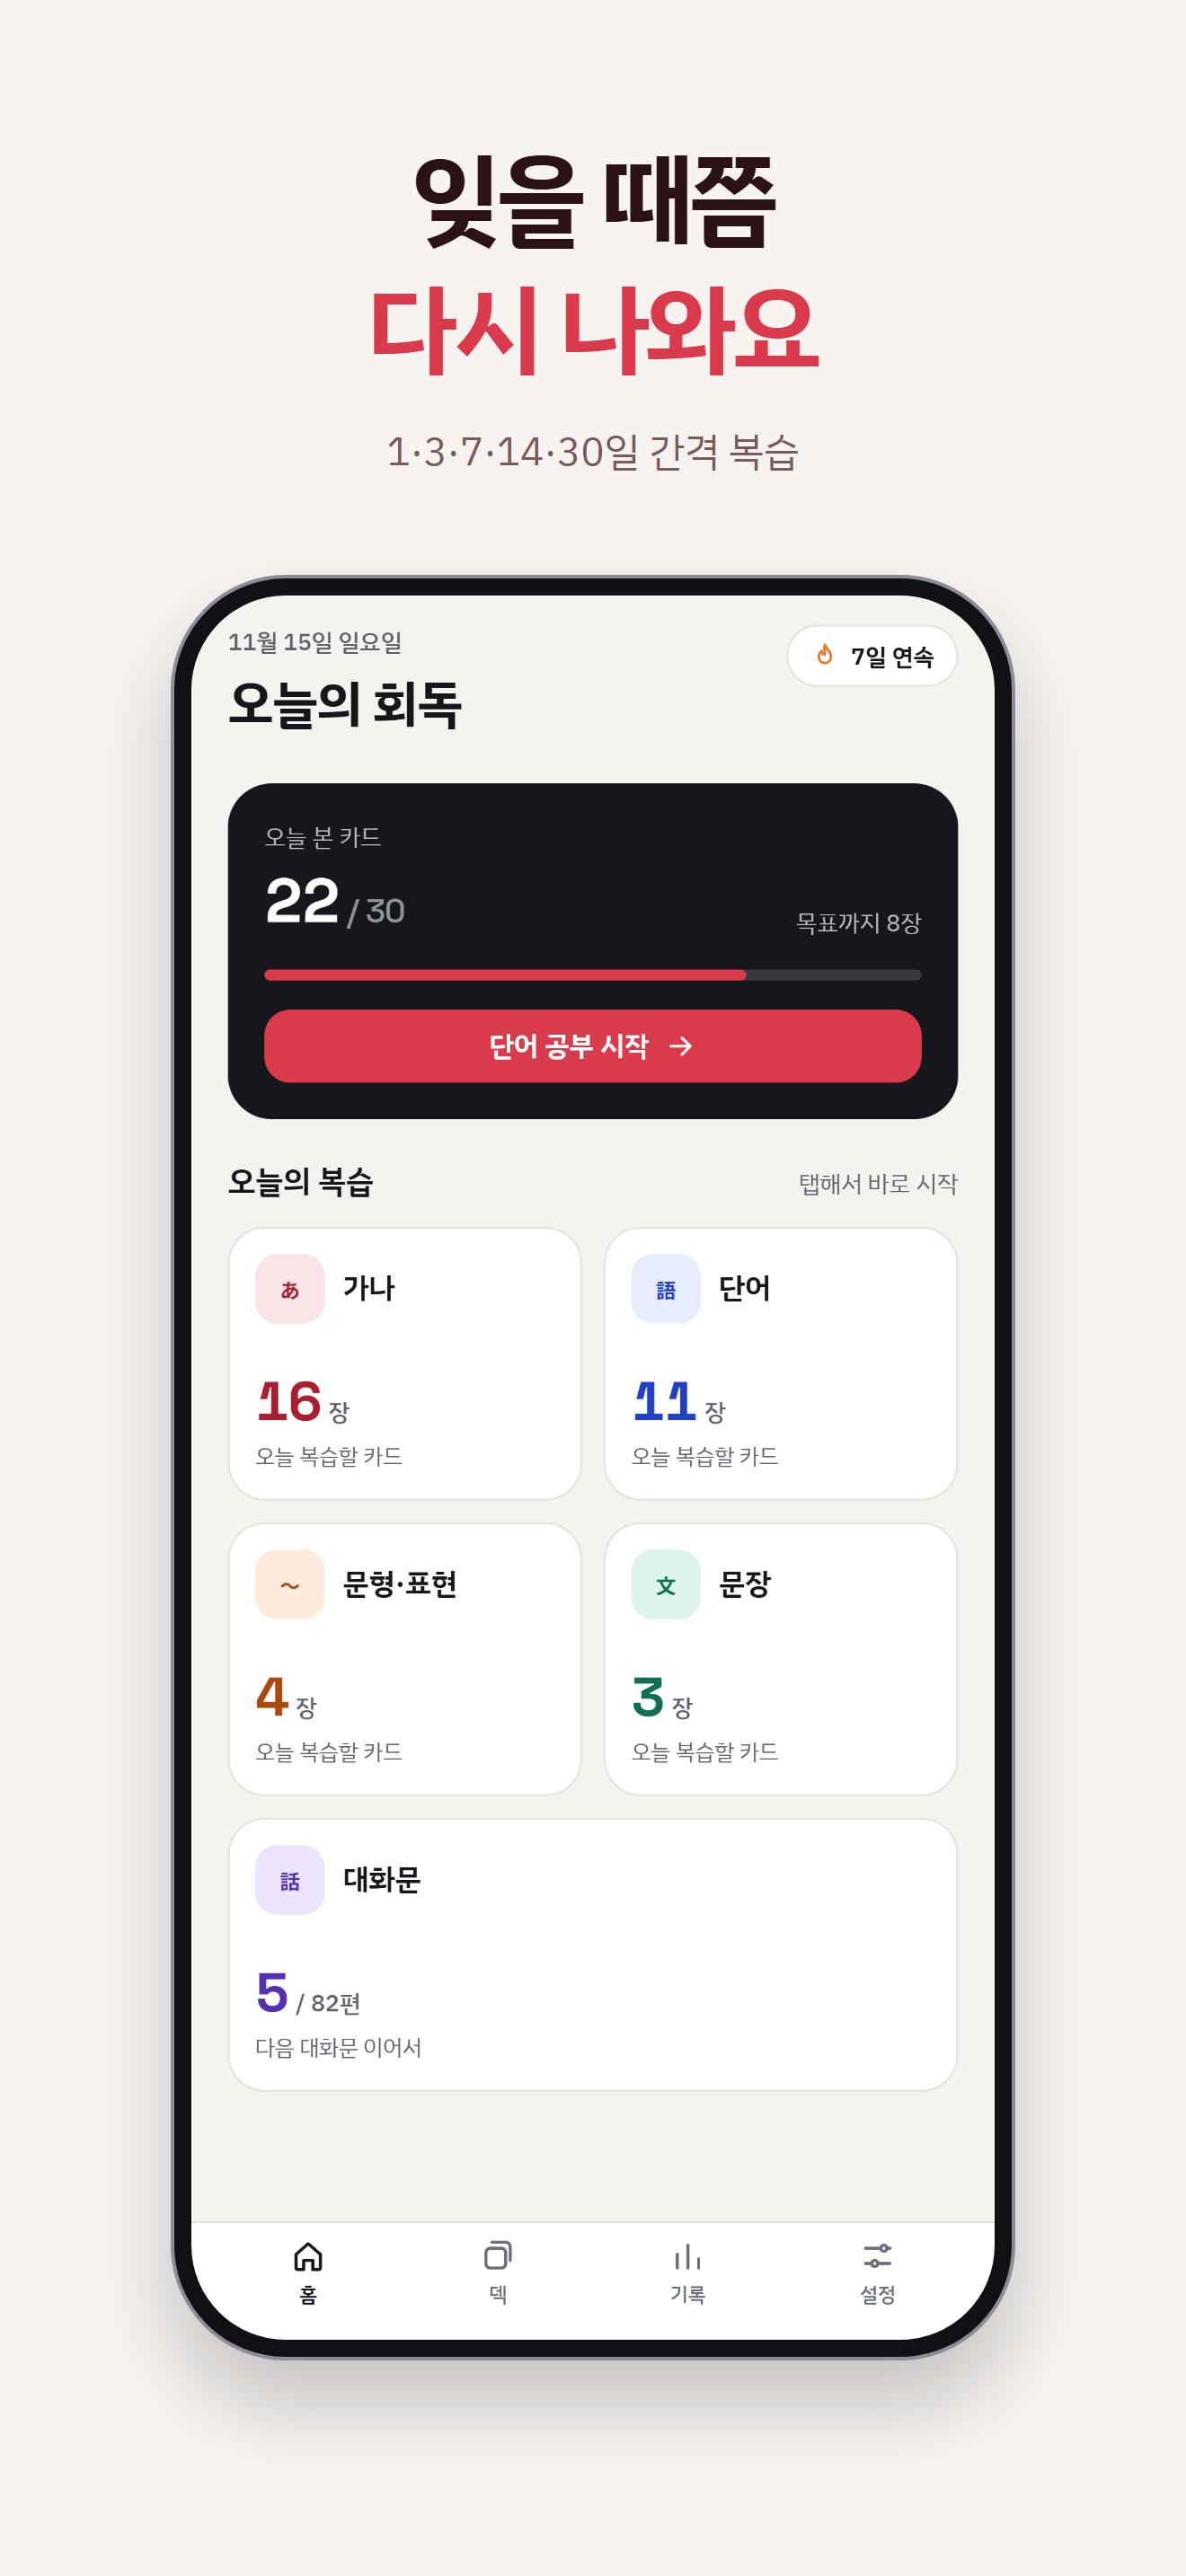 잊을 때쯤
다시 나와요
1·3·7·14·30일 간격 복습
11월 15일 일요일
오늘의 회독
7일 연속
오늘 본 카드
22 / 30
목표까지 8장
단어 공부 시작 →
오늘의 복습
탭해서 바로 시작
あ 가나
16 장
오늘 복습할 카드
語 단어
11 장
오늘 복습할 카드
~ 문형·표현
4 장
오늘 복습할 카드
文 문장
3 장
오늘 복습할 카드
話 대화문
5 / 82편
다음 대화문 이어서
홈
덱
기록
설정